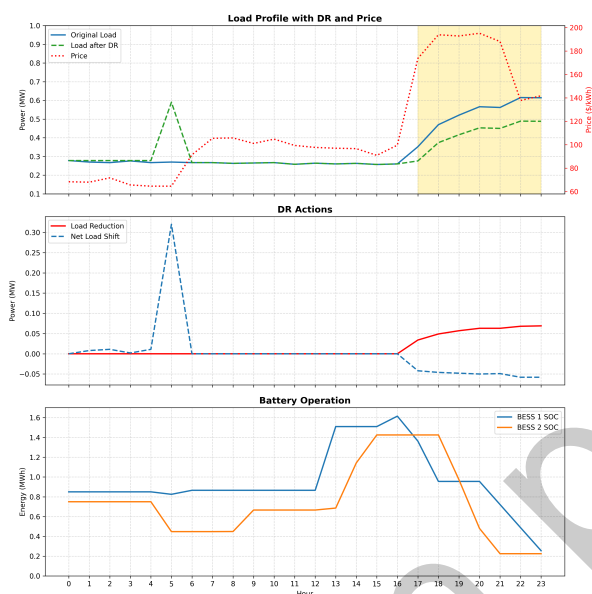 Load Profile with DR and Price
1.0
0.9
0.8
0.7
0.6
0.5
0.4
0.3
0.2
0.1
Power (MW)
Original Load
Load after DR
Price
200
180
160
140
120
100
80
60
Price ($/kWh)
DR Actions
0.30
0.25
0.20
0.15
0.10
0.05
0.00
−0.05
Power (MW)
Load Reduction
Net Load Shift
Battery Operation
1.6
1.4
1.2
1.0
0.8
0.6
0.4
0.2
0.0
Energy (MWh)
BESS 1 SOC
BESS 2 SOC
0 1 2 3 4 5 6 7 8 9 10 11 12 13 14 15 16 17 18 19 20 21 22 23
Hour